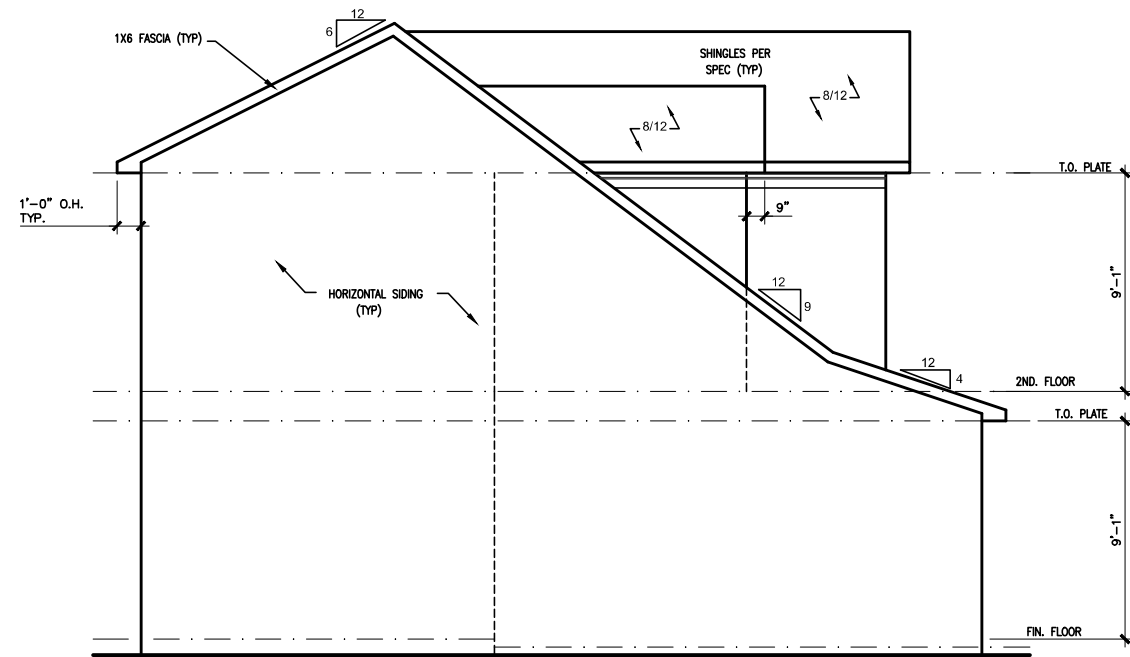 12
6
1X6 FASCIA (TYP)
SHINGLES PER
SPEC (TYP)
8/12
8/12
T.O. PLATE
1'-0" O.H.
TYP.
9"
HORIZONTAL SIDING
(TYP)
12
9
9'-1"
12
4
2ND. FLOOR
T.O. PLATE
9'-1"
FIN. FLOOR